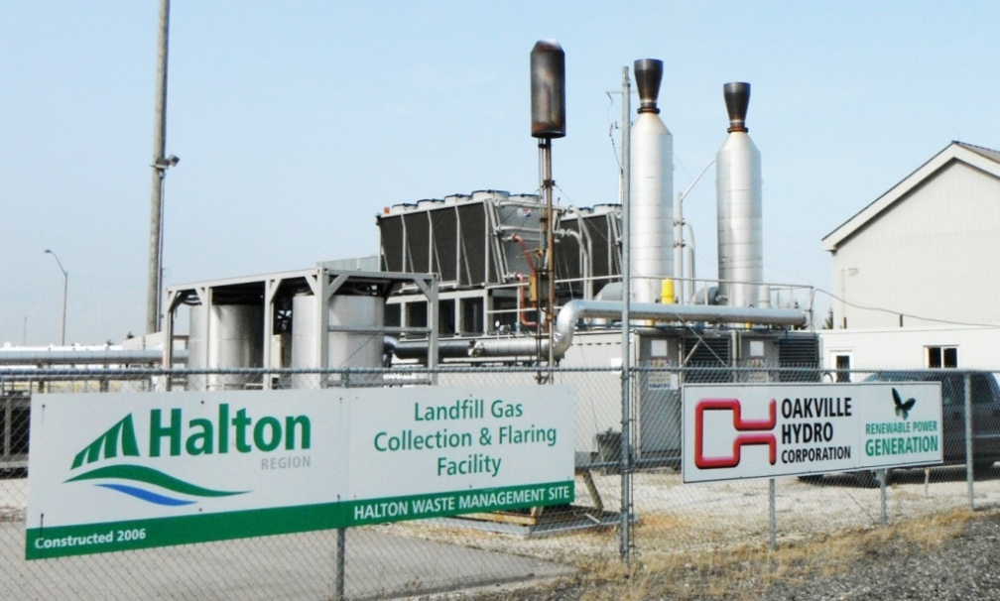 Halton
REGION
Landfill Gas
Collection & Flaring
Facility
HALTON WASTE MANAGEMENT SITE
Constructed 2006
OAKVILLE
HYDRO
CORPORATION
RENEWABLE POWER
GENERATION